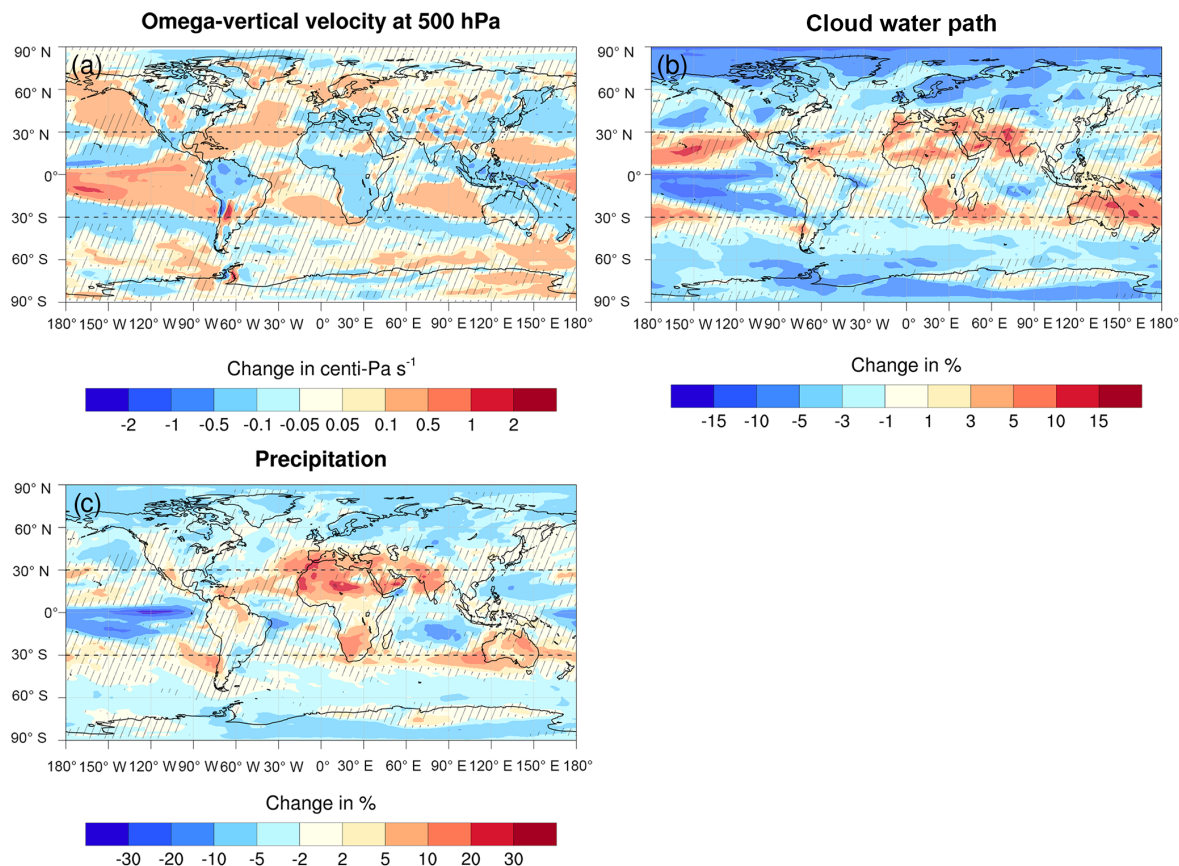 Omega-vertical velocity at 500 hPa
(a)
90° N
60° N
30° N
0°
30° S
60° S
90° S
180° 150° W 120° W 90° W 60° W 30° W 0° 30° E 60° E 90° E 120° E 150° E 180°
Change in centi-Pa s⁻¹
-2 -1 -0.5 -0.1 -0.05 0.05 0.1 0.5 1 2
Cloud water path
(b)
90° N
60° N
30° N
0°
30° S
60° S
90° S
180° 150° W 120° W 90° W 60° W 30° W 0° 30° E 60° E 90° E 120° E 150° E 180°
Change in %
-15 -10 -5 -3 -1 1 3 5 10 15
Precipitation
(c)
90° N
60° N
30° N
0°
30° S
60° S
90° S
180° 150° W 120° W 90° W 60° W 30° W 0° 30° E 60° E 90° E 120° E 150° E 180°
Change in %
-30 -20 -10 -5 -2 2 5 10 20 30